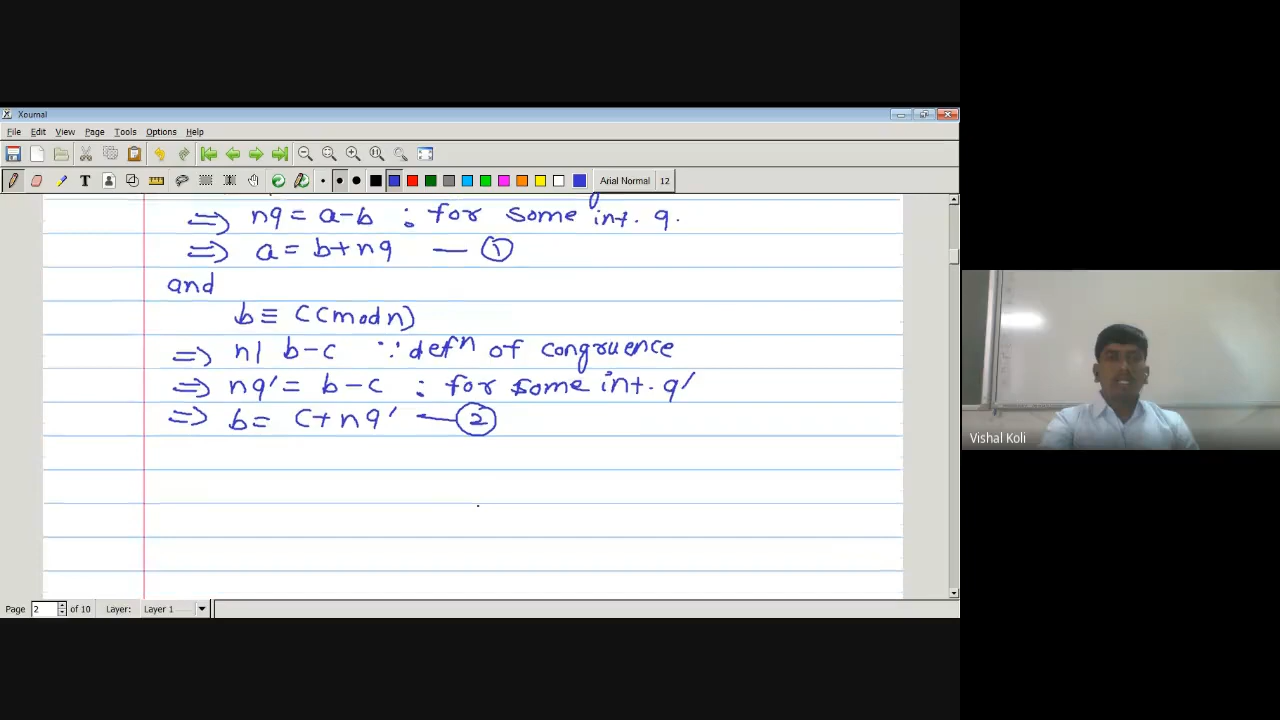 Xournal
File Edit View Page Tools Options Help
Arial Normal 12
⇒ nq = a-b : for some int. q.
⇒ a = b+nq — ①
and
b ≡ c(mod n)
⇒ n| b-c ∵ defn of congruence
⇒ nq' = b-c : for some int. q'
⇒ b = c+nq' — ②
Vishal Koli
Page 2 of 10 Layer: Layer 1